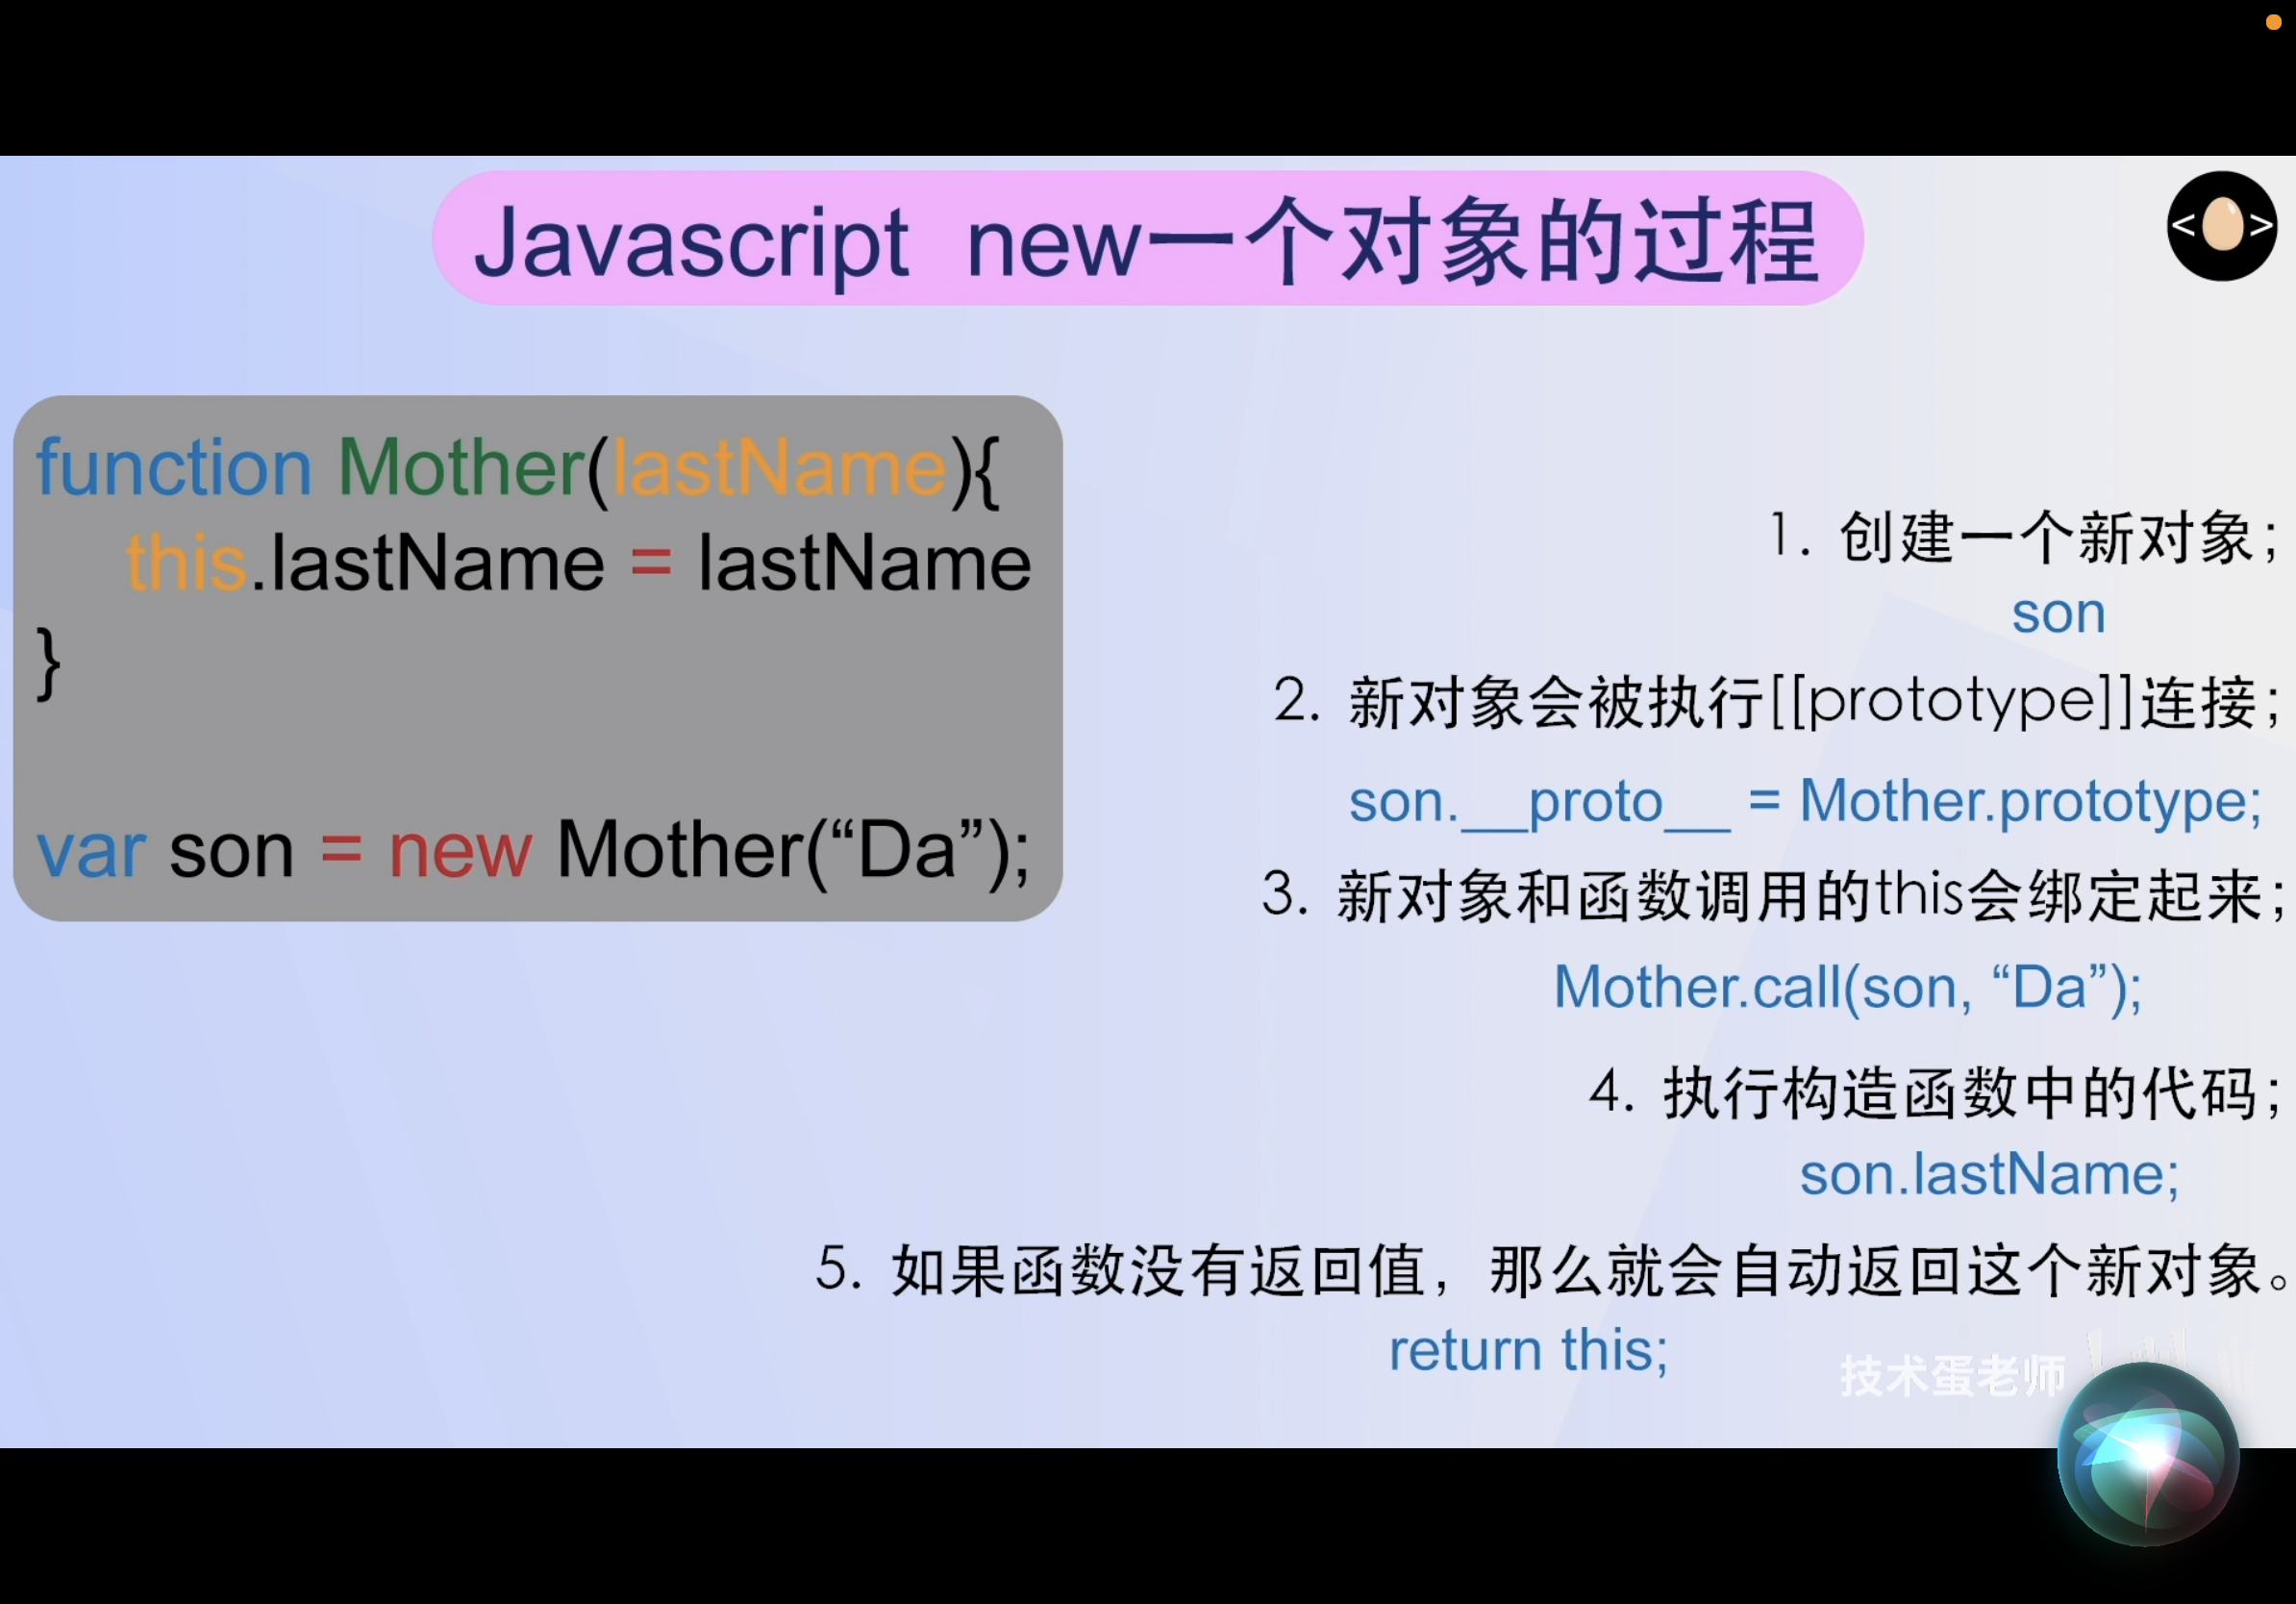 Javascript new一个对象的过程
< >
function Mother(lastName){
this.lastName = lastName
}
var son = new Mother(“Da”);
1. 创建一个新对象;
son
2. 新对象会被执行[[prototype]]连接;
son.__proto__ = Mother.prototype;
3. 新对象和函数调用的this会绑定起来;
Mother.call(son, “Da”);
4. 执行构造函数中的代码;
son.lastName;
5. 如果函数没有返回值，那么就会自动返回这个新对象。
return this;
技术蛋老师